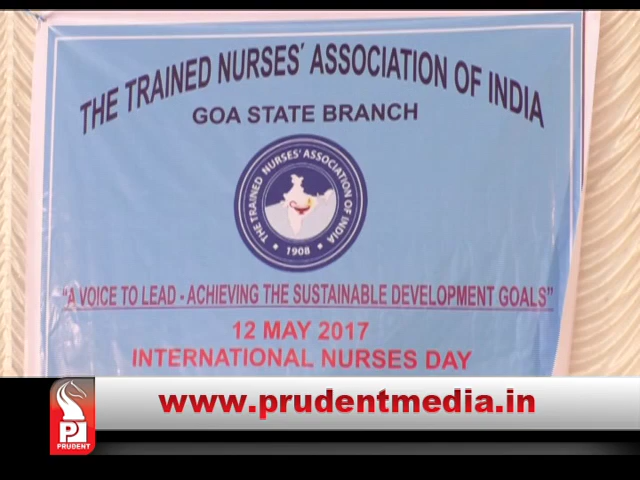 THE TRAINED NURSES' ASSOCIATION OF INDIA
GOA STATE BRANCH
THE TRAINED NURSES' ASSOCIATION OF INDIA
1908
"A VOICE TO LEAD - ACHIEVING THE SUSTAINABLE DEVELOPMENT GOALS"
12 MAY 2017
INTERNATIONAL NURSES DAY
www.prudentmedia.in
P
PRUDENT